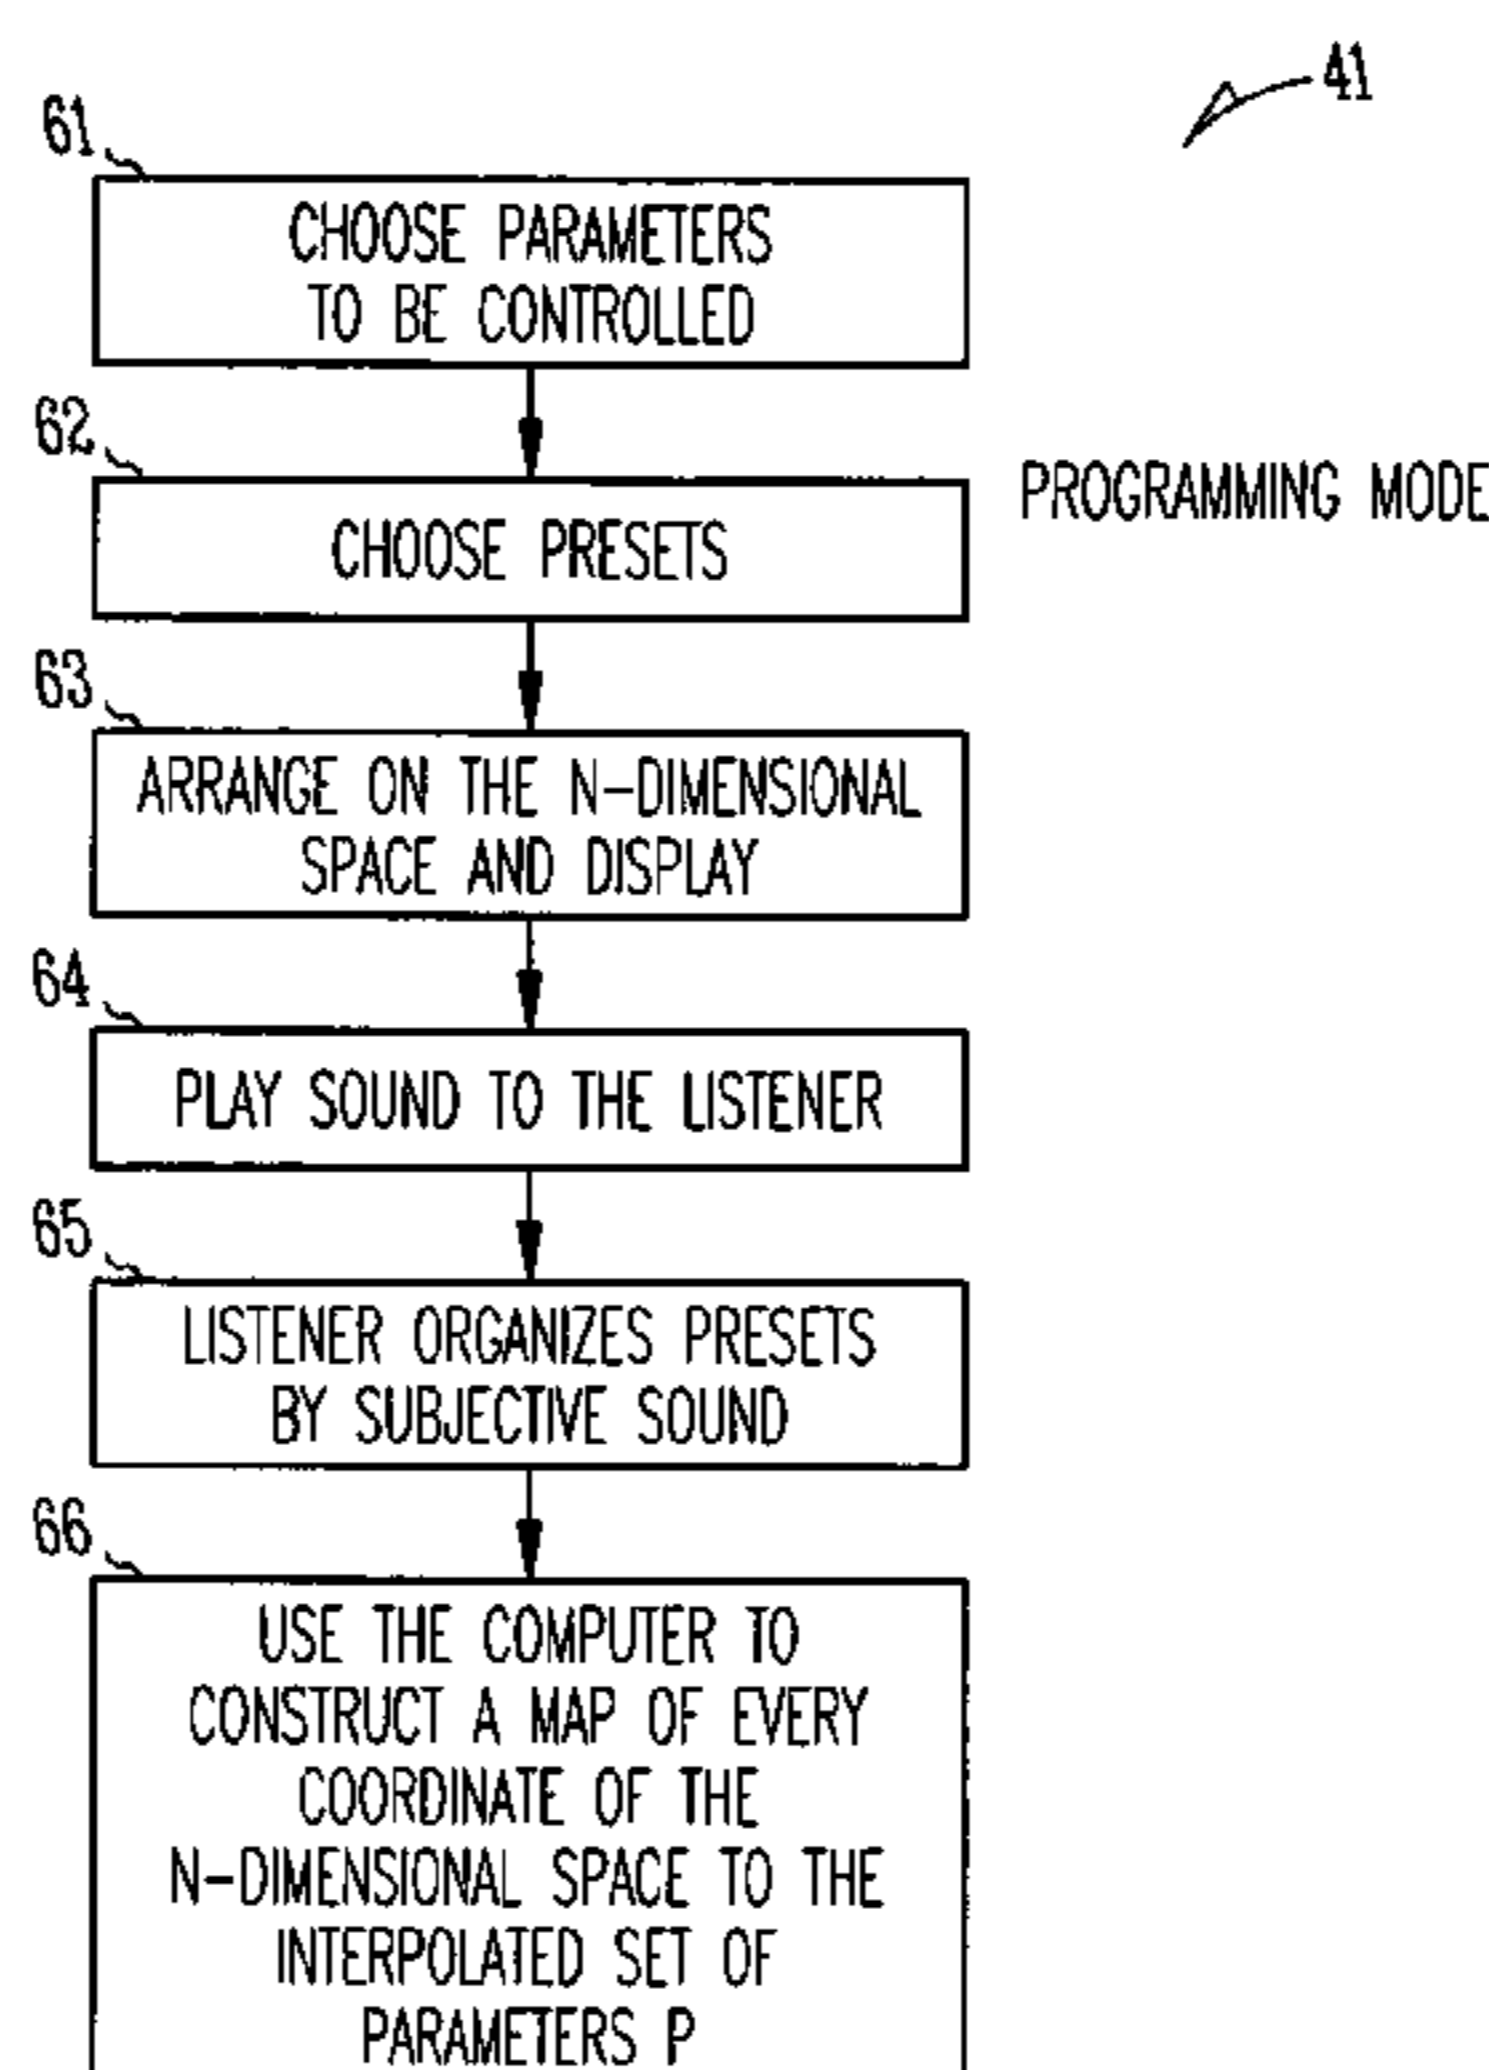 41
61
CHOOSE PARAMETERS
TO BE CONTROLLED
62
CHOOSE PRESETS
PROGRAMMING MODE
63
ARRANGE ON THE N-DIMENSIONAL
SPACE AND DISPLAY
64
PLAY SOUND TO THE LISTENER
65
LISTENER ORGANIZES PRESETS
BY SUBJECTIVE SOUND
66
USE THE COMPUTER TO
CONSTRUCT A MAP OF EVERY
COORDINATE OF THE
N-DIMENSIONAL SPACE TO THE
INTERPOLATED SET OF
PARAMETERS P